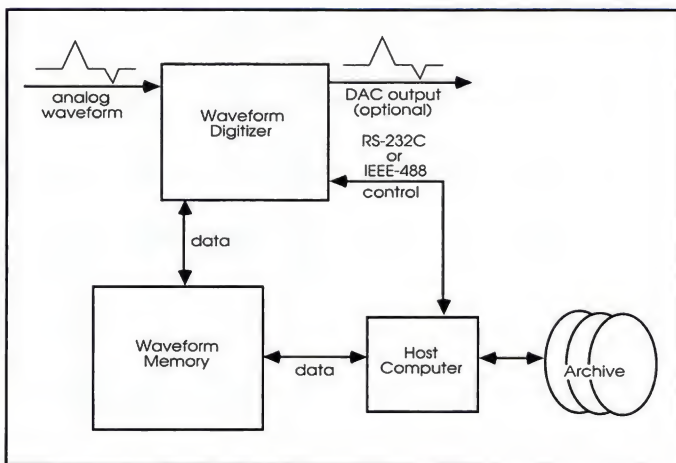 analog
waveform
Waveform
Digitizer
DAC output
(optional)
RS-232C
or
IEEE-488
control
data
Waveform
Memory
data
Host
Computer
Archive